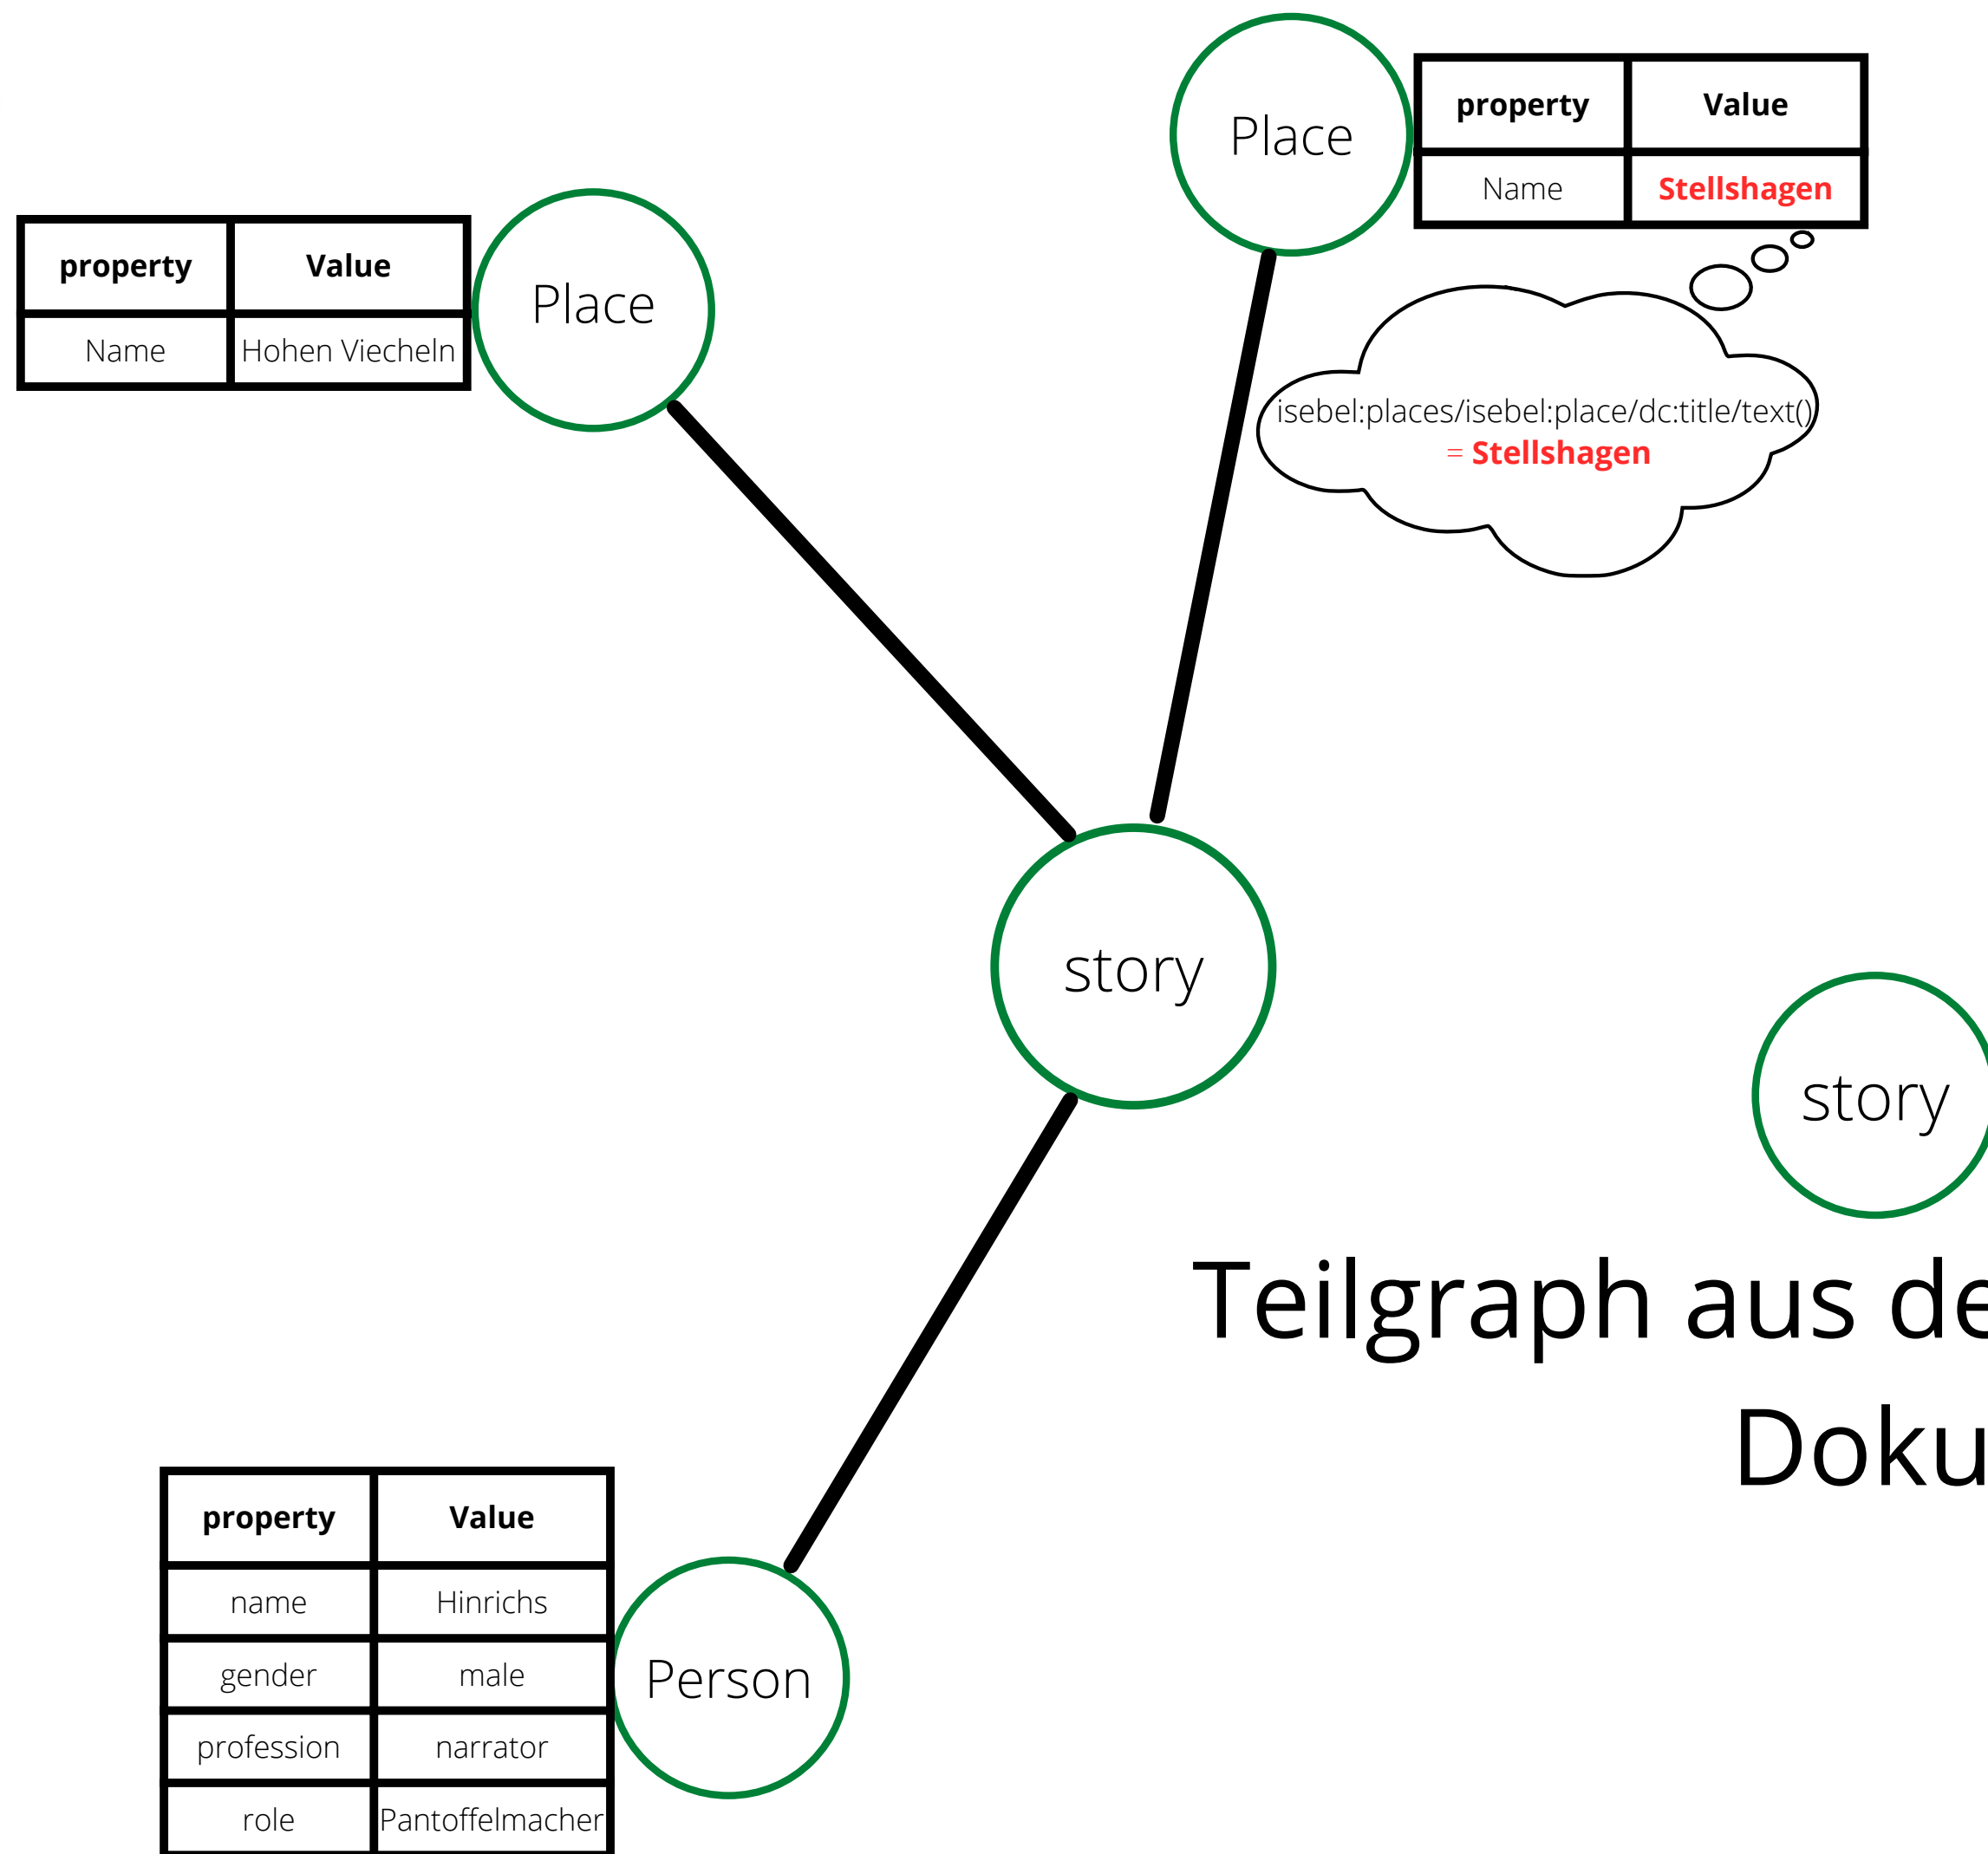 Place
property Value
Name Stellshagen
property Value
Name Hohen Viecheln
Place
isebel:places/isebel:place/dc:title/text()
= Stellshagen
story
story
Teilgraph aus de
Doku
property Value
name Hinrichs
gender male
profession narrator
role Pantoffelmacher
Person